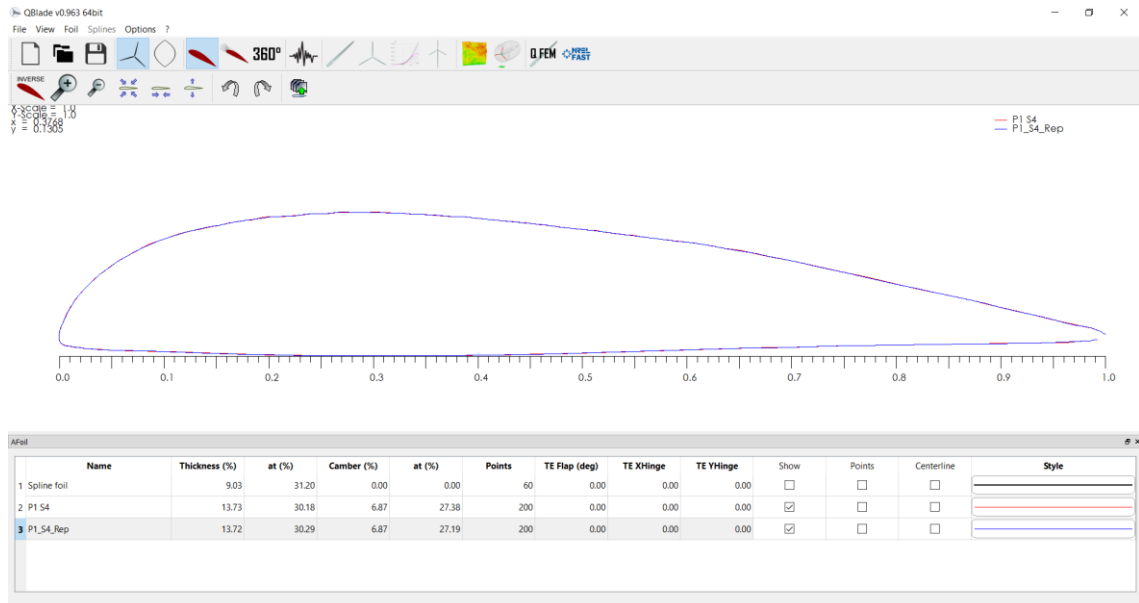 QBlade v0.963 64bit
File View Foil Splines Options ?
360° Q FEM NREL FAST
INVERSE
X-Scale = 1.0
Y-Scale = 1.0
x = 0.3768
y = 0.1305
P1 S4
P1_S4_Rep
0.0 0.1 0.2 0.3 0.4 0.5 0.6 0.7 0.8 0.9 1.0
AFoil
Name Thickness (%) at (%) Camber (%) at (%) Points TE Flap (deg) TE XHinge TE YHinge Show Points Centerline Style
1 Spline foil 9.03 31.20 0.00 0.00 60 0.00 0.00 0.00
2 P1 S4 13.73 30.18 6.87 27.38 200 0.00 0.00 0.00
3 P1_S4_Rep 13.72 30.29 6.87 27.19 200 0.00 0.00 0.00